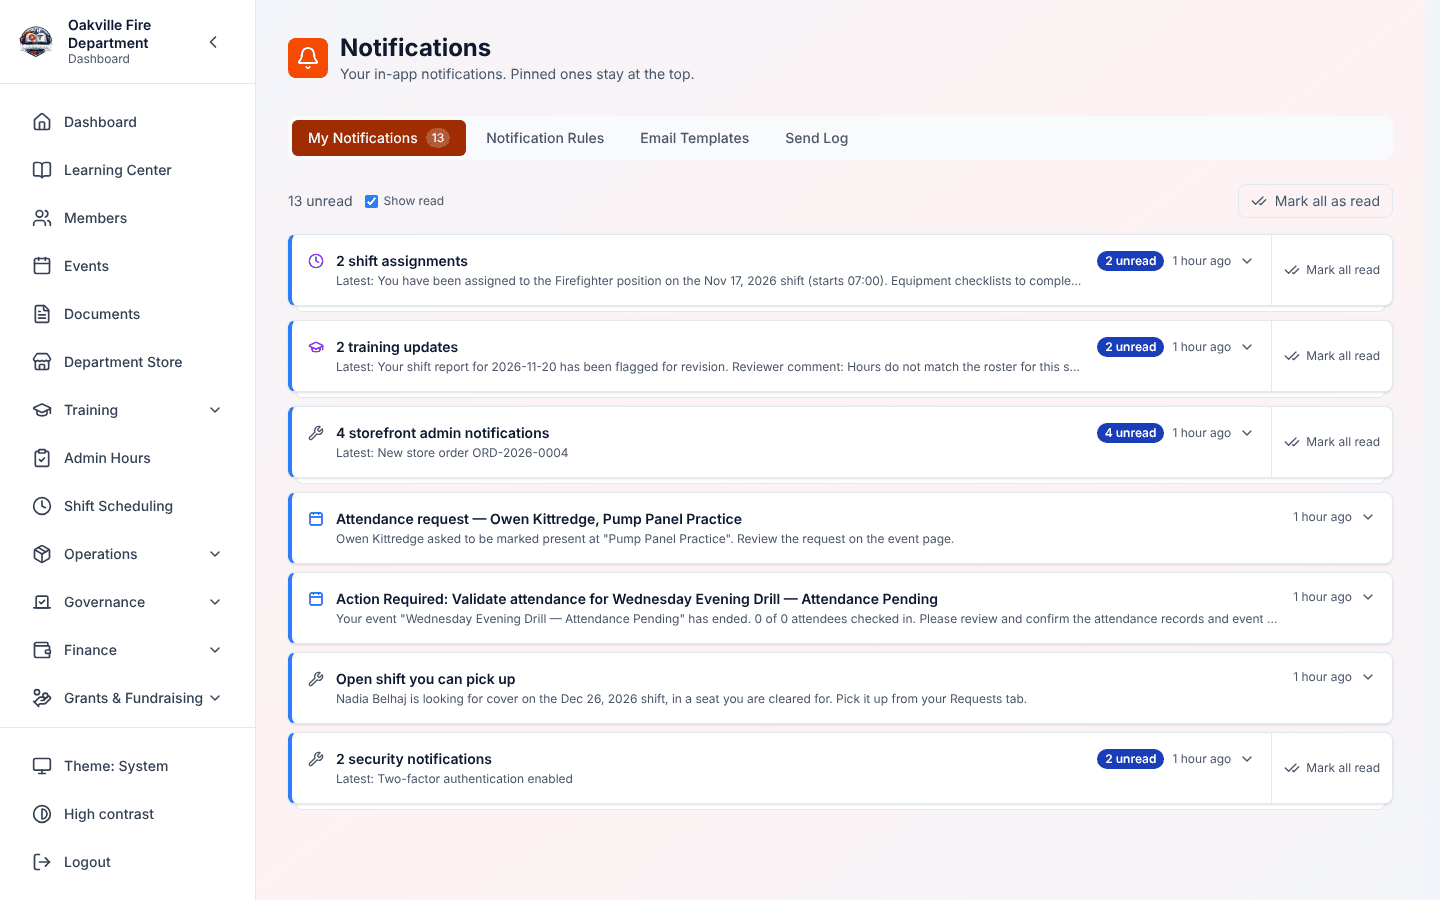 Oakville Fire
Department
Dashboard
Dashboard
Learning Center
Members
Events
Documents
Department Store
Training
Admin Hours
Shift Scheduling
Operations
Governance
Finance
Grants & Fundraising
Theme: System
High contrast
Logout
Notifications
Your in-app notifications. Pinned ones stay at the top.
My Notifications 13 Notification Rules Email Templates Send Log
13 unread Show read Mark all as read
2 shift assignments 2 unread 1 hour ago
Latest: You have been assigned to the Firefighter position on the Nov 17, 2026 shift (starts 07:00). Equipment checklists to comple...
Mark all read
2 training updates 2 unread 1 hour ago
Latest: Your shift report for 2026-11-20 has been flagged for revision. Reviewer comment: Hours do not match the roster for this s...
Mark all read
4 storefront admin notifications 4 unread 1 hour ago
Latest: New store order ORD-2026-0004
Mark all read
Attendance request — Owen Kittredge, Pump Panel Practice 1 hour ago
Owen Kittredge asked to be marked present at "Pump Panel Practice". Review the request on the event page.
Action Required: Validate attendance for Wednesday Evening Drill — Attendance Pending 1 hour ago
Your event "Wednesday Evening Drill — Attendance Pending" has ended. 0 of 0 attendees checked in. Please review and confirm the attendance records and event ...
Open shift you can pick up 1 hour ago
Nadia Belhaj is looking for cover on the Dec 26, 2026 shift, in a seat you are cleared for. Pick it up from your Requests tab.
2 security notifications 2 unread 1 hour ago
Latest: Two-factor authentication enabled
Mark all read